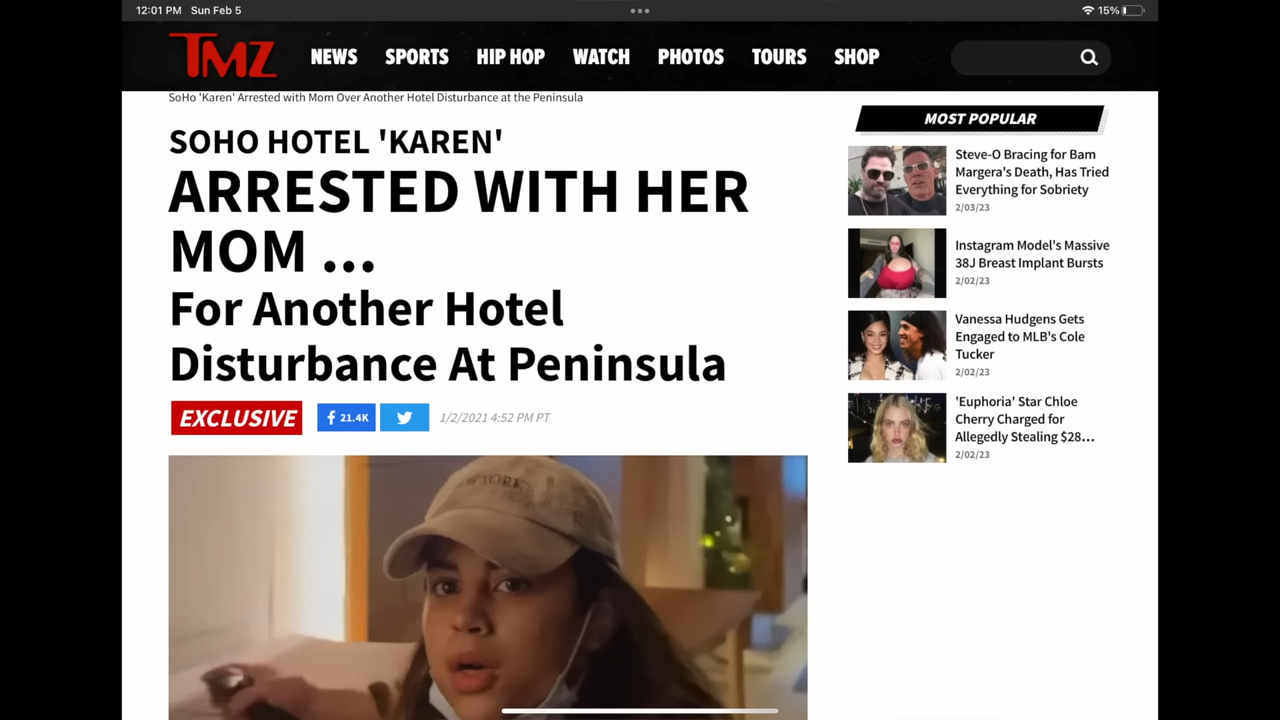 12:01 PM Sun Feb 5
15%
TMZ
NEWS SPORTS HIP HOP WATCH PHOTOS TOURS SHOP
SoHo 'Karen' Arrested with Mom Over Another Hotel Disturbance at the Peninsula
SOHO HOTEL 'KAREN'
ARRESTED WITH HER
MOM ...
For Another Hotel
Disturbance At Peninsula
EXCLUSIVE
21.4K
1/2/2021 4:52 PM PT
MOST POPULAR
Steve-O Bracing for Bam
Margera's Death, Has Tried
Everything for Sobriety
2/03/23
Instagram Model's Massive
38J Breast Implant Bursts
2/02/23
Vanessa Hudgens Gets
Engaged to MLB's Cole
Tucker
2/02/23
'Euphoria' Star Chloe
Cherry Charged for
Allegedly Stealing $28...
2/02/23